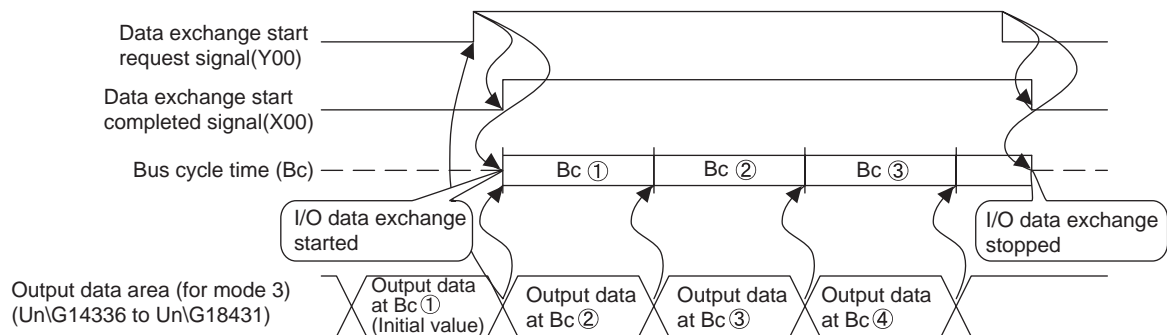 Data exchange start
request signal(Y00)
Data exchange start
completed signal(X00)
Bus cycle time (Bc)
Bc ①
Bc ②
Bc ③
I/O data exchange
started
I/O data exchange
stopped
Output data area (for mode 3)
(Un\G14336 to Un\G18431)
Output data
at Bc ①
(Initial value)
Output data
at Bc ②
Output data
at Bc ③
Output data
at Bc ④